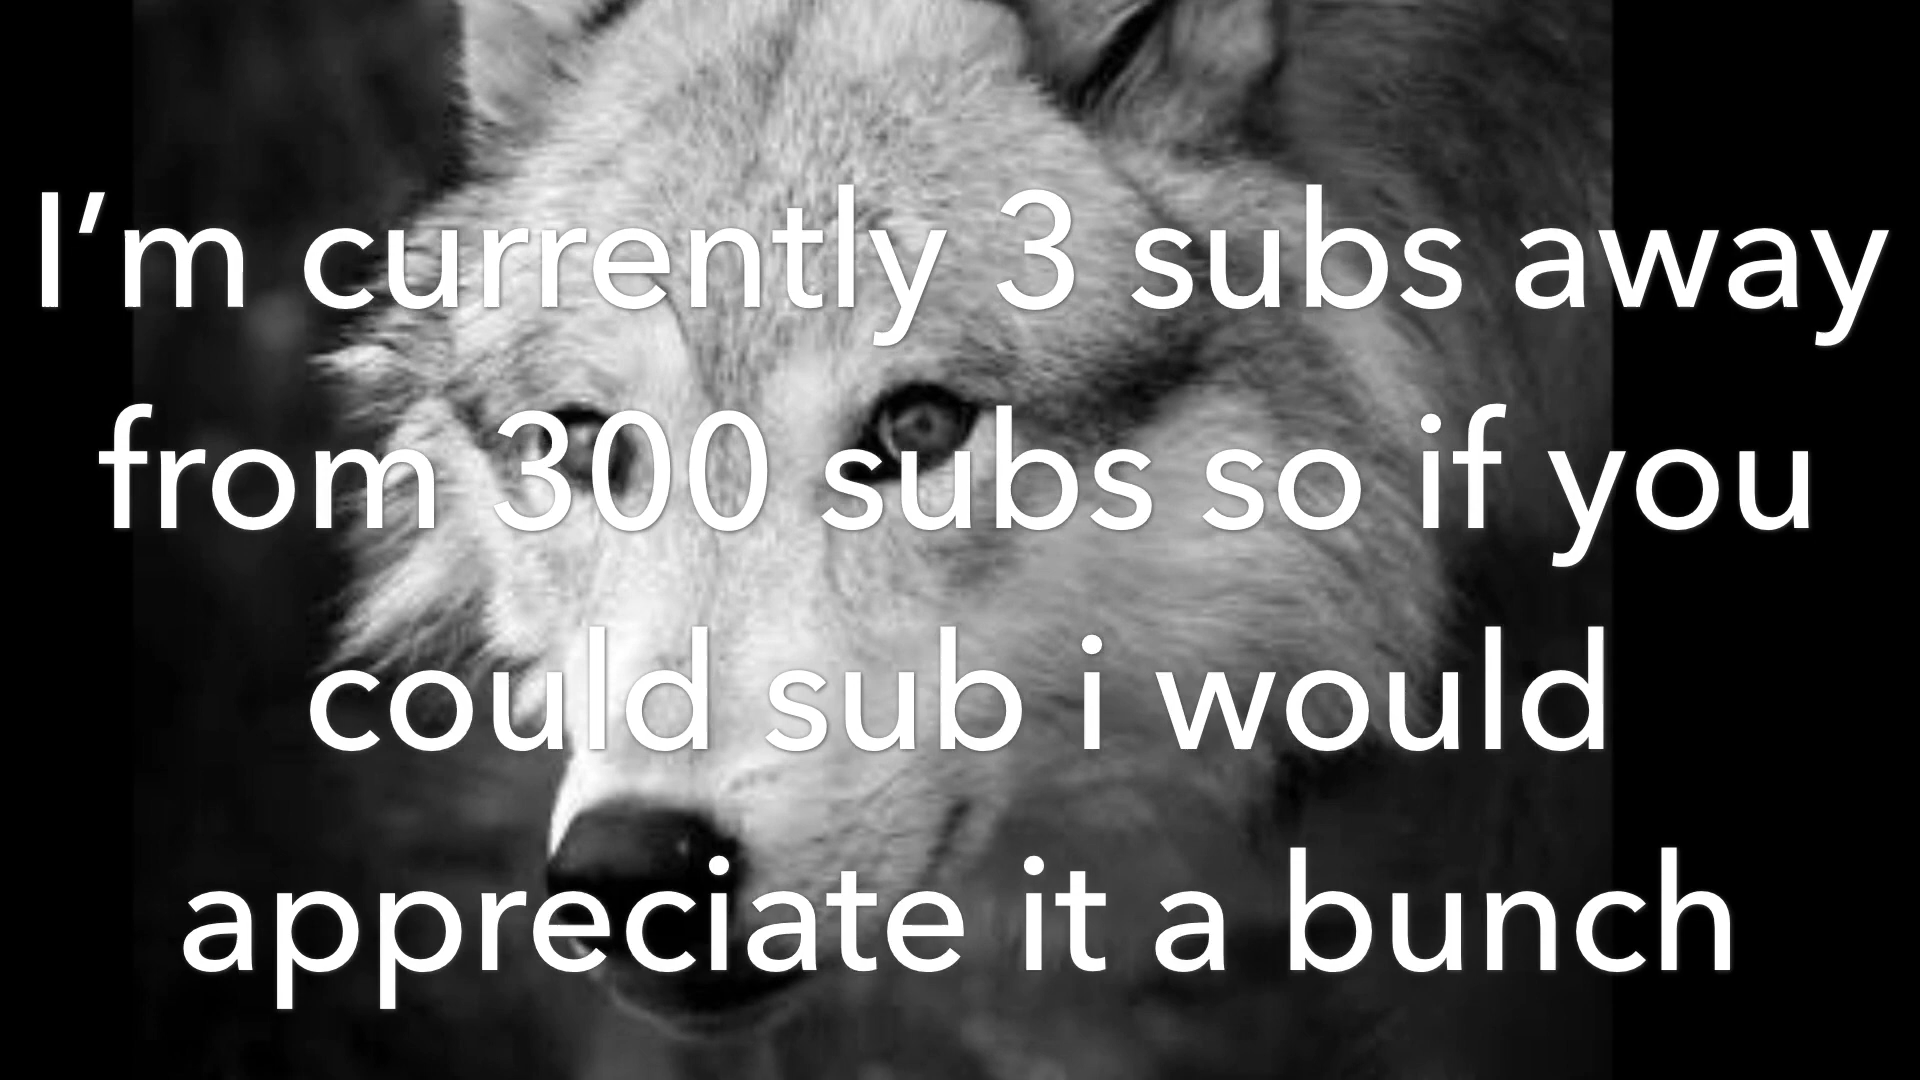 I’m currently 3 subs away
from 300 subs so if you
could sub i would
appreciate it a bunch